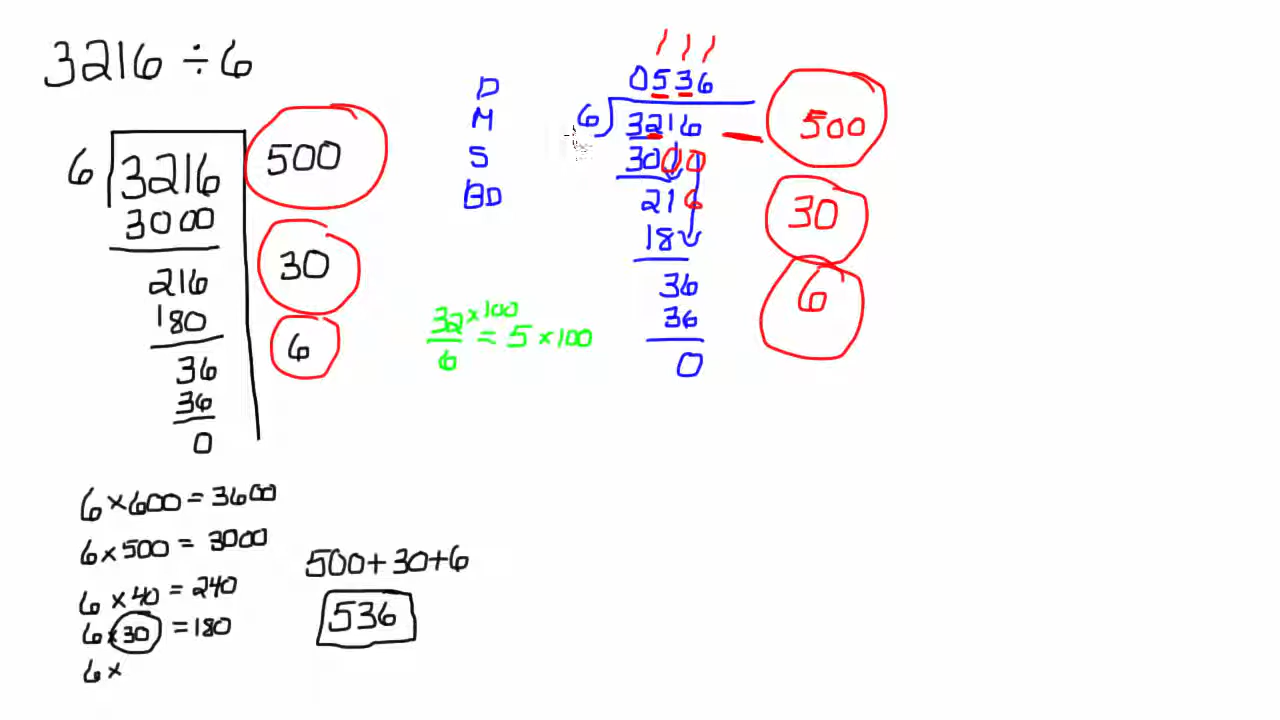 3216 ÷ 6
6 3216 500
3000
216 30
180
36 6
36
0
6 × 600 = 3600
6 × 500 = 3000
6 × 40 = 240
6 × 30 = 180
6 ×
500 + 30 + 6
536
D
M
S
BD
32 × 100
6 = 5 × 100
0536
6 3216 500
3000
216 30
18
36 6
36
0